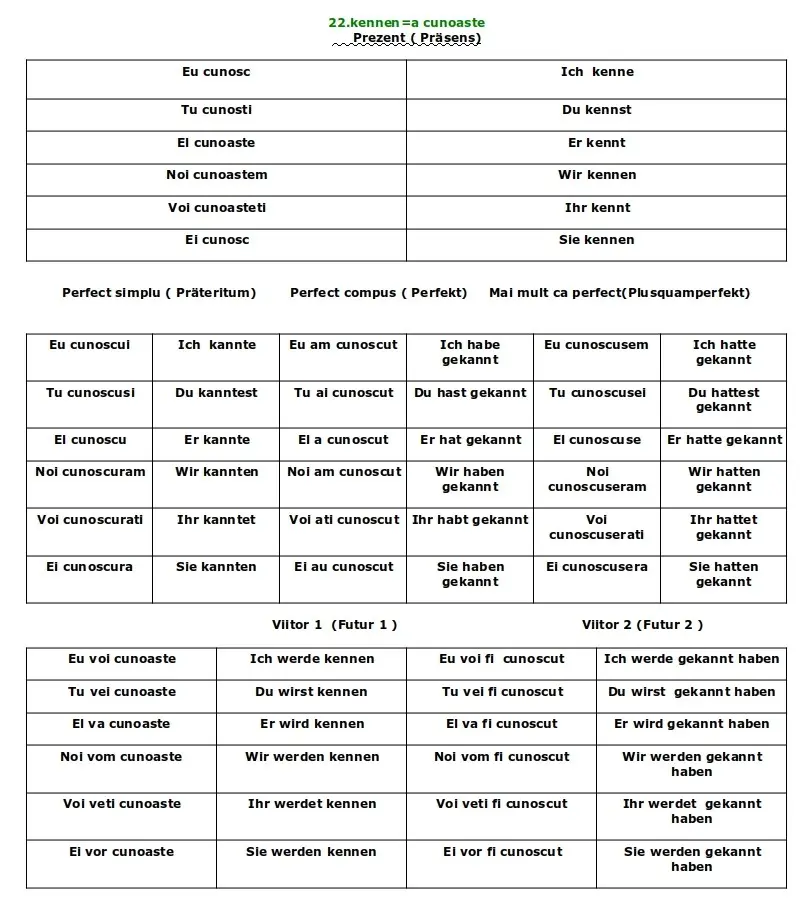 22.kennen=a cunoaste
Prezent ( Präsens)
Eu cunosc Ich kenne
Tu cunosti Du kennst
El cunoaste Er kennt
Noi cunoastem Wir kennen
Voi cunoasteti Ihr kennt
Ei cunosc Sie kennen
Perfect simplu ( Präteritum) Perfect compus ( Perfekt) Mai mult ca perfect(Plusquamperfekt)
Eu cunoscui Ich kannte Eu am cunoscut Ich habe Eu cunoscusem Ich hatte
gekannt gekannt
Tu cunoscusi Du kanntest Tu ai cunoscut Du hast gekannt Tu cunoscusei Du hattest
gekannt
El cunoscu Er kannte El a cunoscut Er hat gekannt El cunoscuse Er hatte gekannt
Noi cunoscuram Wir kannten Noi am cunoscut Wir haben Noi Wir hatten
gekannt cunoscuseram gekannt
Voi cunoscurati Ihr kanntet Voi ati cunoscut Ihr habt gekannt Voi Ihr hattet
cunoscuserati gekannt
Ei cunoscura Sie kannten Ei au cunoscut Sie haben Ei cunoscusera Sie hatten
gekannt gekannt
Viitor 1 (Futur 1 ) Viitor 2 (Futur 2 )
Eu voi cunoaste Ich werde kennen Eu voi fi cunoscut Ich werde gekannt haben
Tu vei cunoaste Du wirst kennen Tu vei fi cunoscut Du wirst gekannt haben
El va cunoaste Er wird kennen El va fi cunoscut Er wird gekannt haben
Noi vom cunoaste Wir werden kennen Noi vom fi cunoscut Wir werden gekannt
haben
Voi veti cunoaste Ihr werdet kennen Voi veti fi cunoscut Ihr werdet gekannt
haben
Ei vor cunoaste Sie werden kennen Ei vor fi cunoscut Sie werden gekannt
haben